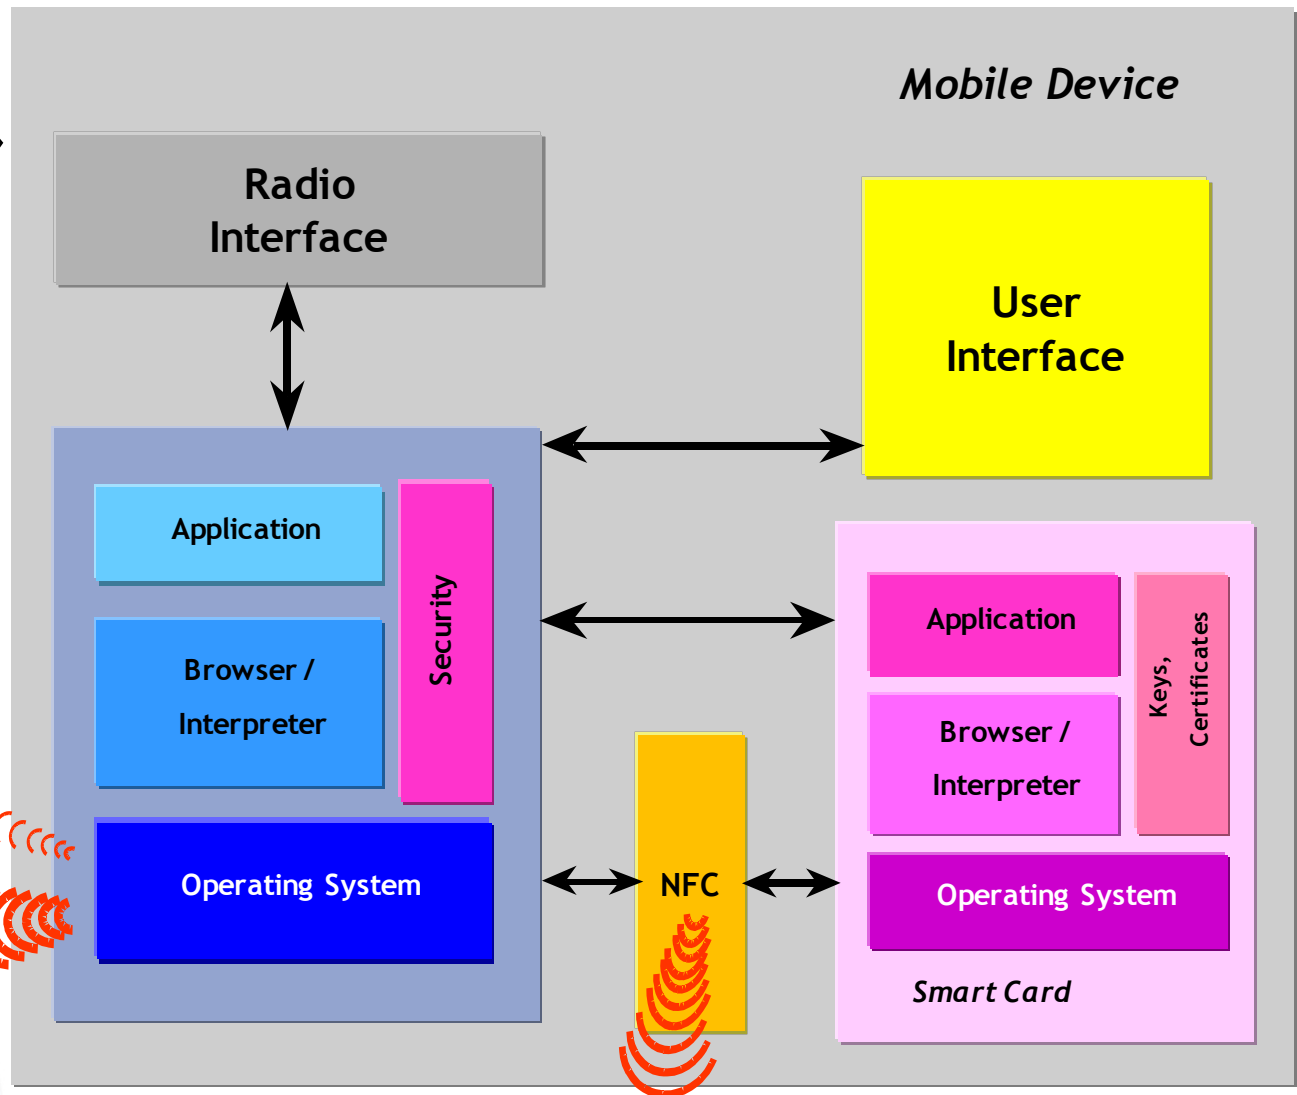 Mobile Device
Radio
Interface
User
Interface
Application
Security
Browser /
Interpreter
Operating System
NFC
Application
Keys,
Certificates
Browser /
Interpreter
Operating System
Smart Card